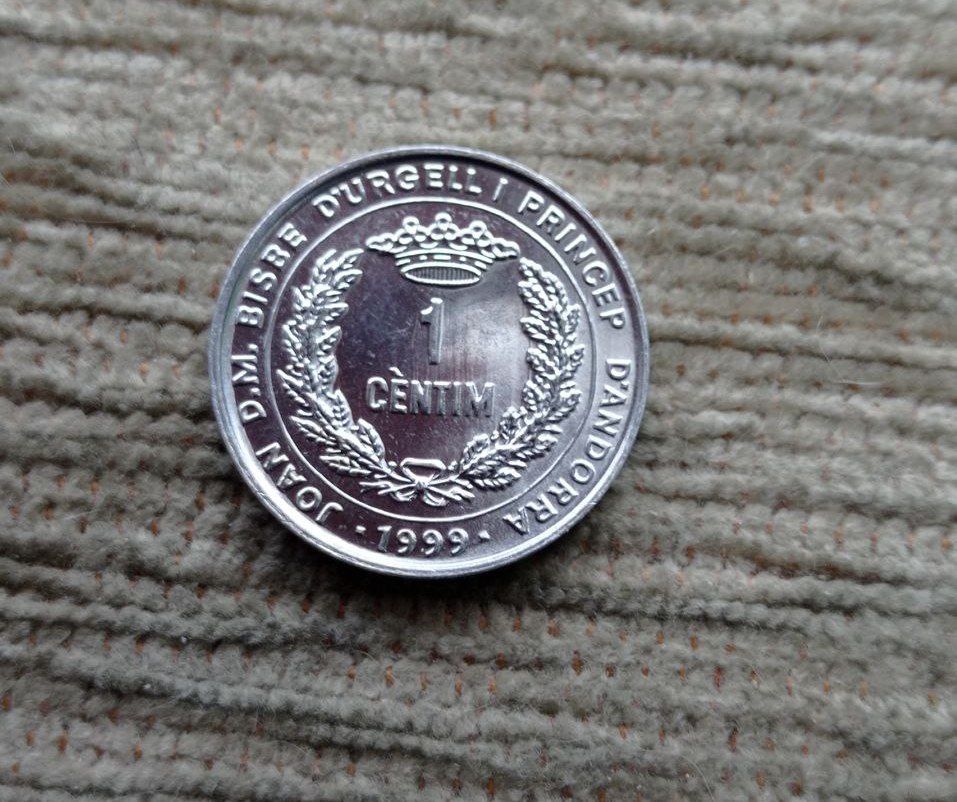 JOAN D.M. BISBE D'URGELL I PRINCEP D'ANDORRA
1
CÈNTIM
· 1999 ·